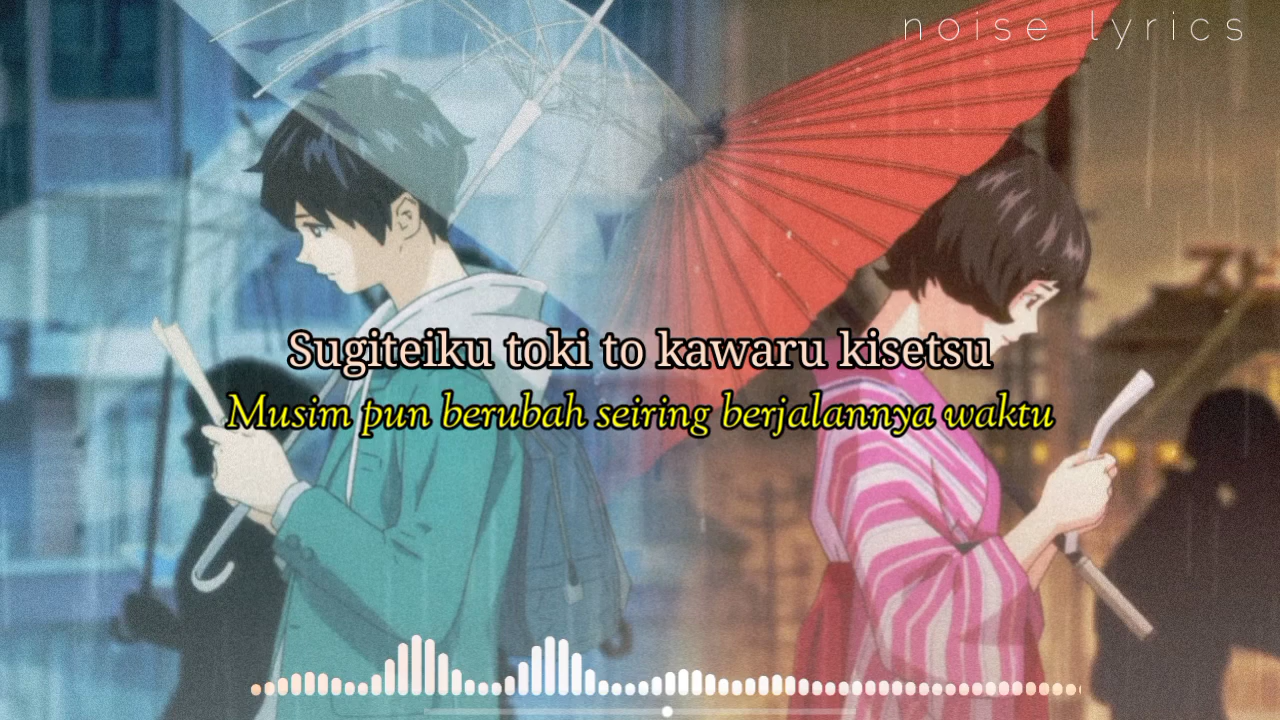 noise lyrics
Sugiteiku toki to kawaru kisetsu
Musim pun berubah seiring berjalannya waktu